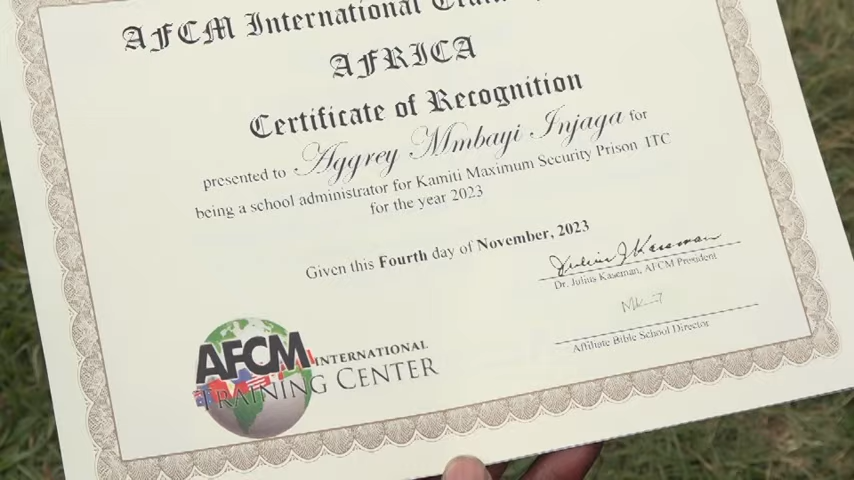 AFCM International
AFRICA
Certificate of Recognition
presented to Aggrey Mmbayi Injaga for
being a school administrator for Kamiti Maximum Security Prison ITC
for the year 2023
Given this Fourth day of November, 2023
Julius J Kaseman
Dr. Julius Kaseman, AFCM President
Affiliate Bible School Director
AFCM INTERNATIONAL
TRAINING CENTER